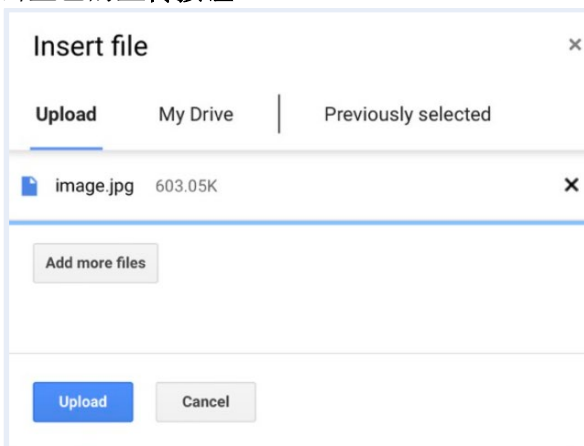 Insert file
Upload My Drive Previously selected
image.jpg 603.05K
Add more files
Upload Cancel